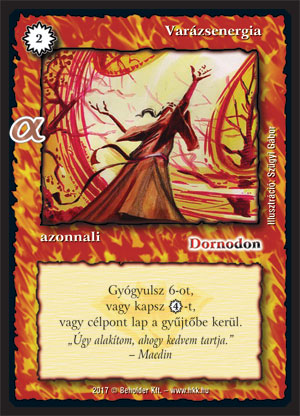 2
Varázsenergia
α
Illusztráció: Szügyi Gábor
azonnali
Dornodon
Gyógyulsz 6-ot,
vagy kapsz 4-t,
vagy célpont lap a gyűjtőbe kerül.
„Úgy alakítom, ahogy kedvem tartja.”
– Maedin
2017 © Beholder Kft. – www.hkk.hu